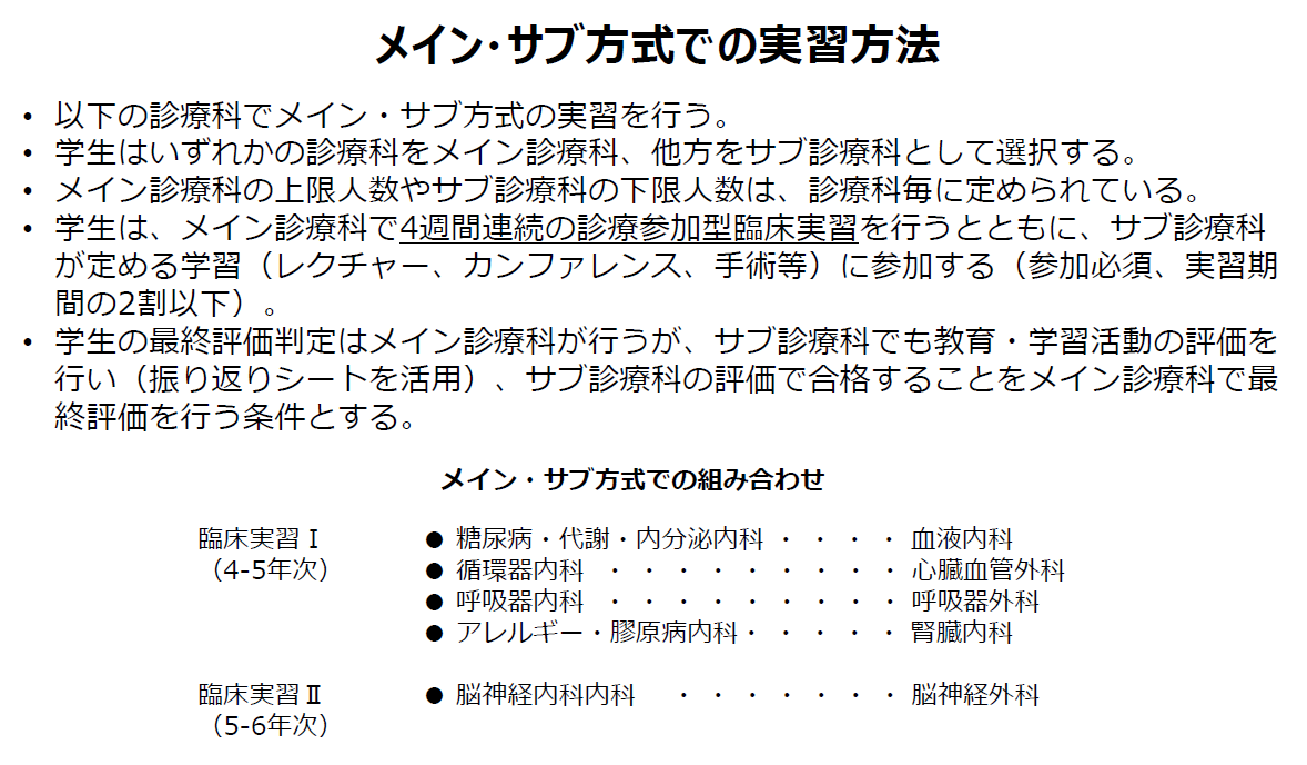 メイン・サブ方式での実習方法
• 以下の診療科でメイン・サブ方式の実習を行う。
• 学生はいずれかの診療科をメイン診療科、他方をサブ診療科として選択する。
• メイン診療科の上限人数やサブ診療科の下限人数は、診療科毎に定められている。
• 学生は、メイン診療科で4週間連続の診療参加型臨床実習を行うとともに、サブ診療科
が定める学習（レクチャー、カンファレンス、手術等）に参加する（参加必須、実習期
間の2割以下）。
• 学生の最終評価判定はメイン診療科が行うが、サブ診療科でも教育・学習活動の評価を
行い（振り返りシートを活用）、サブ診療科の評価で合格することをメイン診療科で最
終評価を行う条件とする。
メイン・サブ方式での組み合わせ
臨床実習Ⅰ ● 糖尿病・代謝・内分泌内科 ・・・・ 血液内科
（4-5年次） ● 循環器内科 ・・・・・・・・・ 心臓血管外科
● 呼吸器内科 ・・・・・・・・・ 呼吸器外科
● アレルギー・膠原病内科・・・・・ 腎臓内科
臨床実習Ⅱ ● 脳神経内科内科 ・・・・・・・ 脳神経外科
（5-6年次）